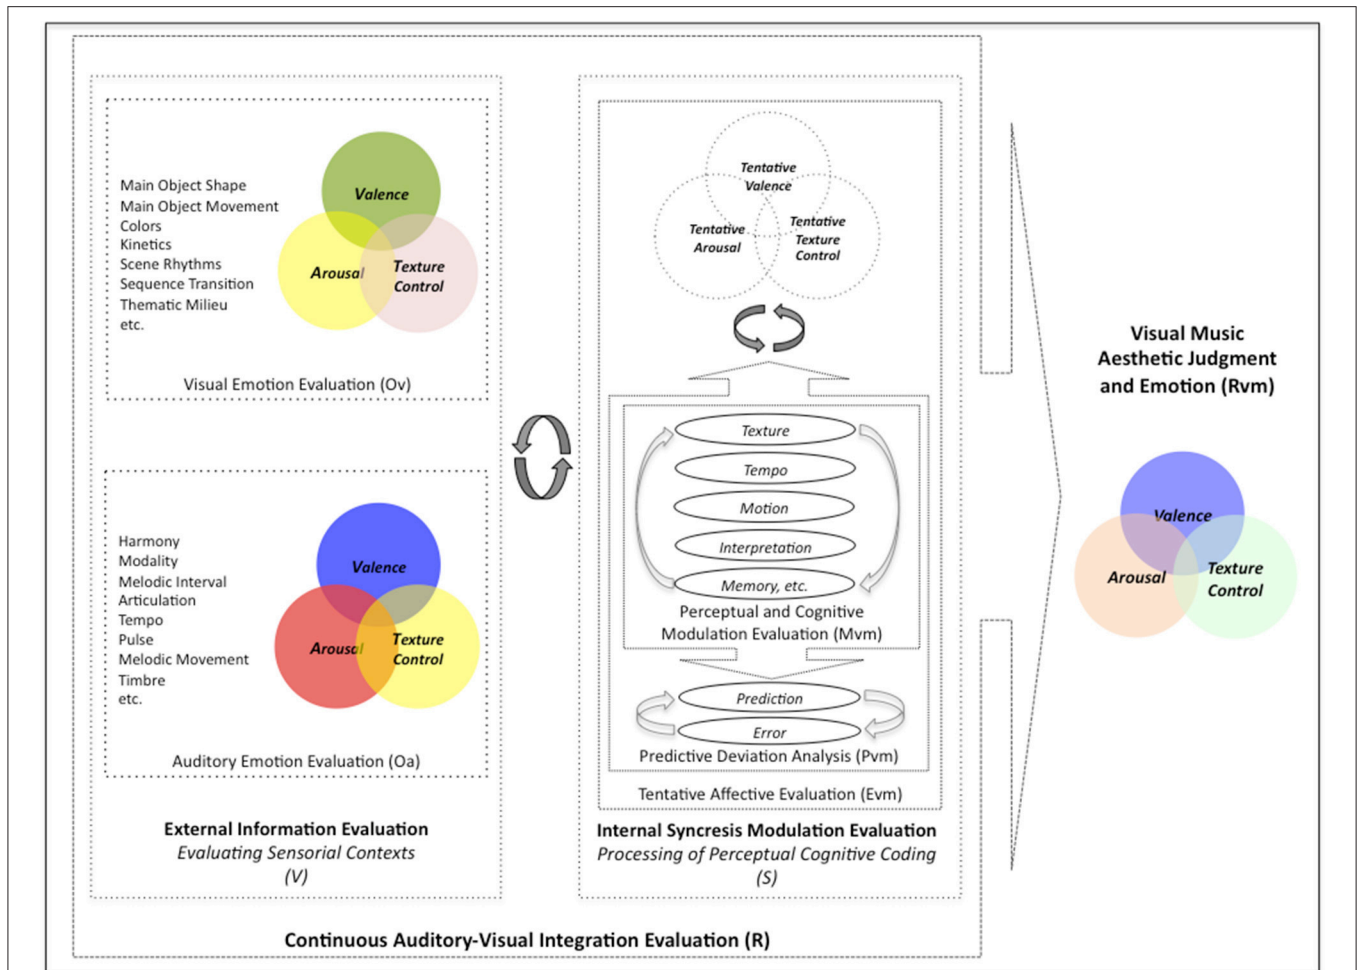 Main Object Shape
Main Object Movement
Colors
Kinetics
Scene Rhythms
Sequence Transition
Thematic Milieu
etc.
Valence
Arousal
Texture
Control
Visual Emotion Evaluation (Ov)
Harmony
Modality
Melodic Interval
Articulation
Tempo
Pulse
Melodic Movement
Timbre
etc.
Valence
Arousal
Texture
Control
Auditory Emotion Evaluation (Oa)
External Information Evaluation
Evaluating Sensorial Contexts
(V)
Tentative
Valence
Tentative
Arousal
Tentative
Texture
Control
Texture
Tempo
Motion
Interpretation
Memory, etc.
Perceptual and Cognitive
Modulation Evaluation (Mvm)
Prediction
Error
Predictive Deviation Analysis (Pvm)
Tentative Affective Evaluation (Evm)
Internal Syncresis Modulation Evaluation
Processing of Perceptual Cognitive Coding
(S)
Continuous Auditory-Visual Integration Evaluation (R)
Visual Music
Aesthetic Judgment
and Emotion (Rvm)
Valence
Arousal
Texture
Control